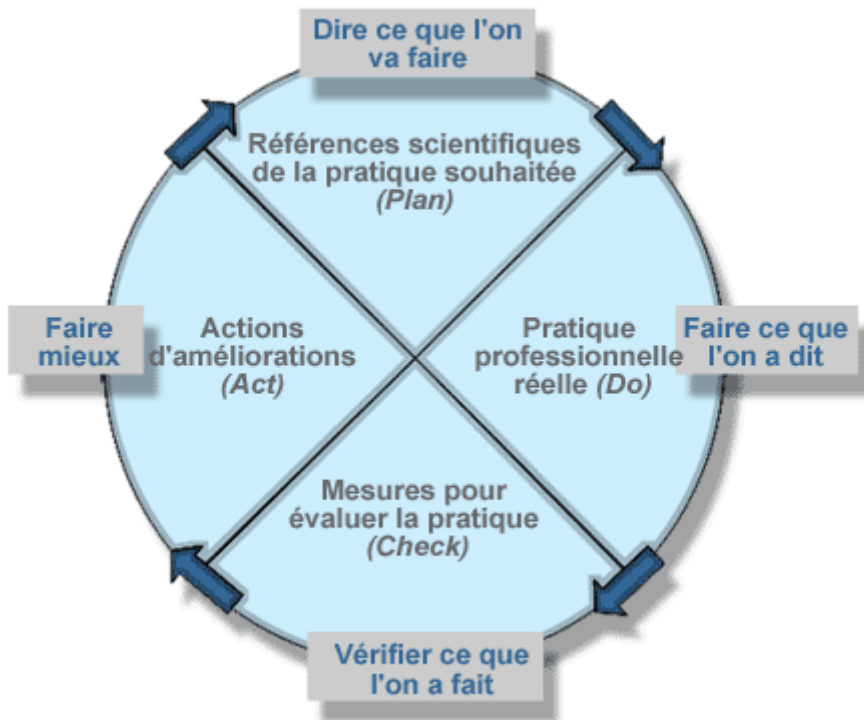 Dire ce que l'on
va faire
Références scientifiques
de la pratique souhaitée
(Plan)
Faire
mieux
Actions
d'améliorations
(Act)
Pratique
professionnelle
réelle (Do)
Faire ce que
l'on a dit
Mesures pour
évaluer la pratique
(Check)
Vérifier ce que
l'on a fait